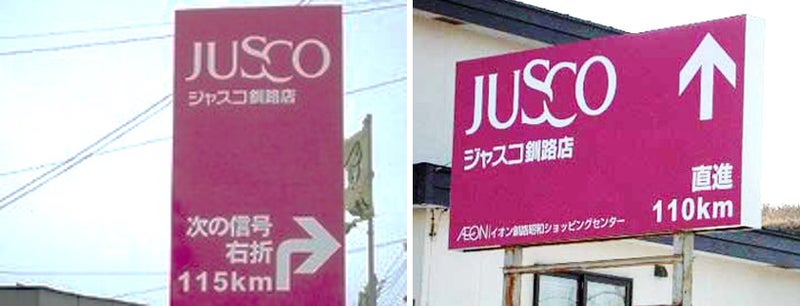 JUSCO
ジャスコ釧路店
次の信号
右折
115km
JUSCO
ジャスコ釧路店
直進
110km
ÆON イオン釧路昭和ショッピングセンター